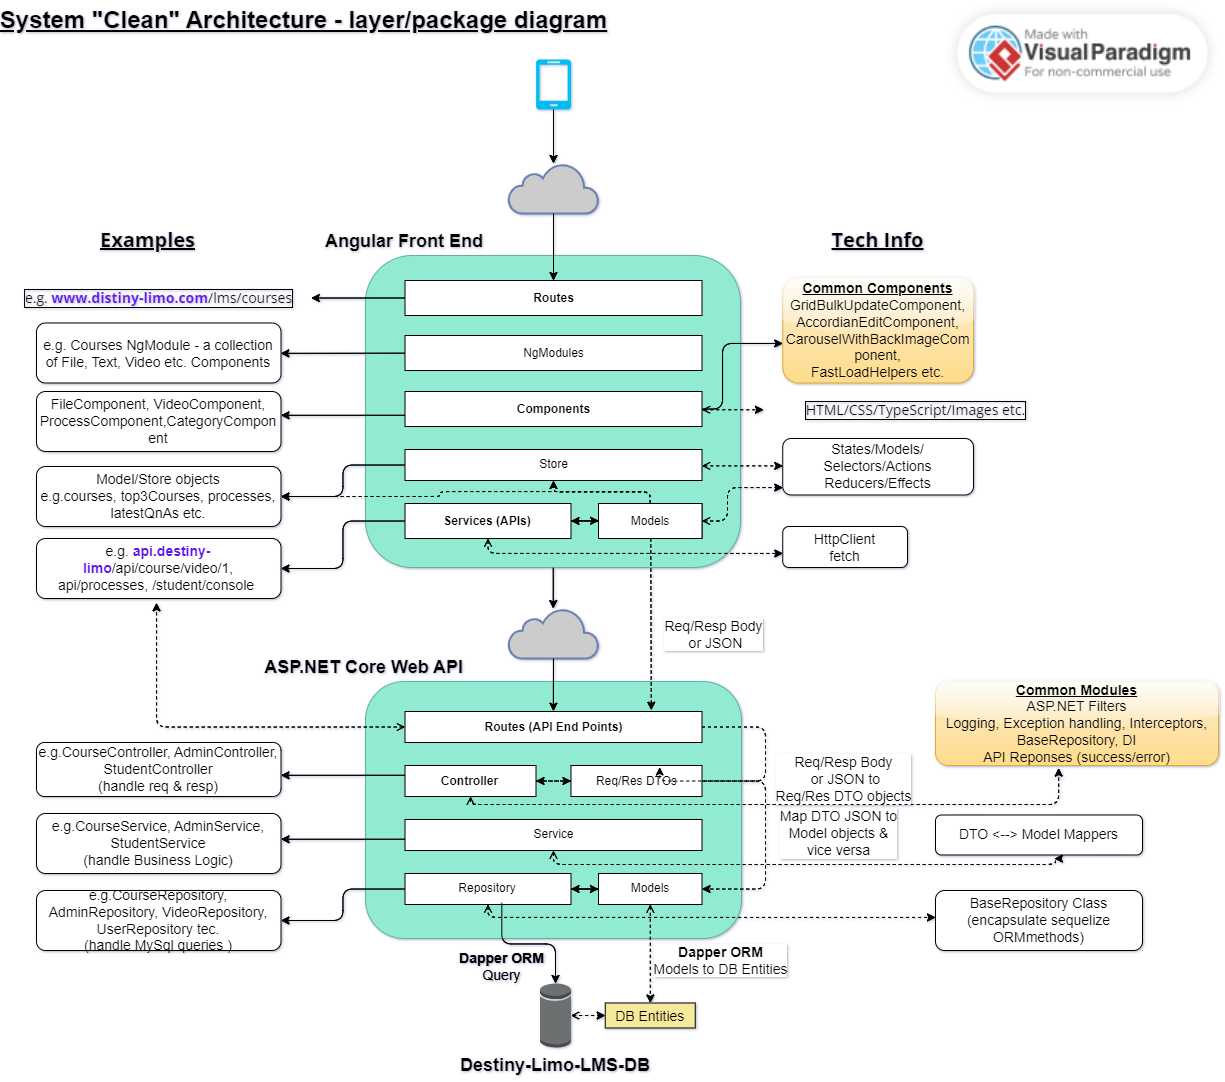 System "Clean" Architecture - layer/package diagram
Made with
VisualParadigm
For non-commercial use
Examples
Angular Front End
Tech Info
e.g. www.distiny-limo.com/lms/courses
Routes
Common Components
GridBulkUpdateComponent,
AccordianEditComponent,
CarouselWithBackImageCom
ponent,
FastLoadHelpers etc.
e.g. Courses NgModule - a collection
of File, Text, Video etc. Components
NgModules
FileComponent, VideoComponent,
ProcessComponent,CategoryCompon
ent
Components
HTML/CSS/TypeScript/Images etc.
Model/Store objects
e.g.courses, top3Courses, processes,
latestQnAs etc.
Store
States/Models/
Selectors/Actions
Reducers/Effects
Services (APIs)
Models
e.g. api.destiny-
limo/api/course/video/1,
api/processes, /student/console
HttpClient
fetch
Req/Resp Body
or JSON
ASP.NET Core Web API
Routes (API End Points)
Common Modules
ASP.NET Filters
Logging, Exception handling, Interceptors,
BaseRepository, DI
API Reponses (success/error)
e.g.CourseController, AdminController,
StudentController
(handle req & resp)
Controller
Req/Res DTOs
Req/Resp Body
or JSON to
Req/Res DTO objects
Map DTO JSON to
Model objects &
vice versa
e.g.CourseService, AdminService,
StudentService
(handle Business Logic)
Service
DTO <--> Model Mappers
e.g.CourseRepository,
AdminRepository, VideoRepository,
UserRepository tec.
(handle MySql queries )
Repository
Models
BaseRepository Class
(encapsulate sequelize
ORMmethods)
Dapper ORM
Query
Dapper ORM
Models to DB Entities
DB Entities
Destiny-Limo-LMS-DB